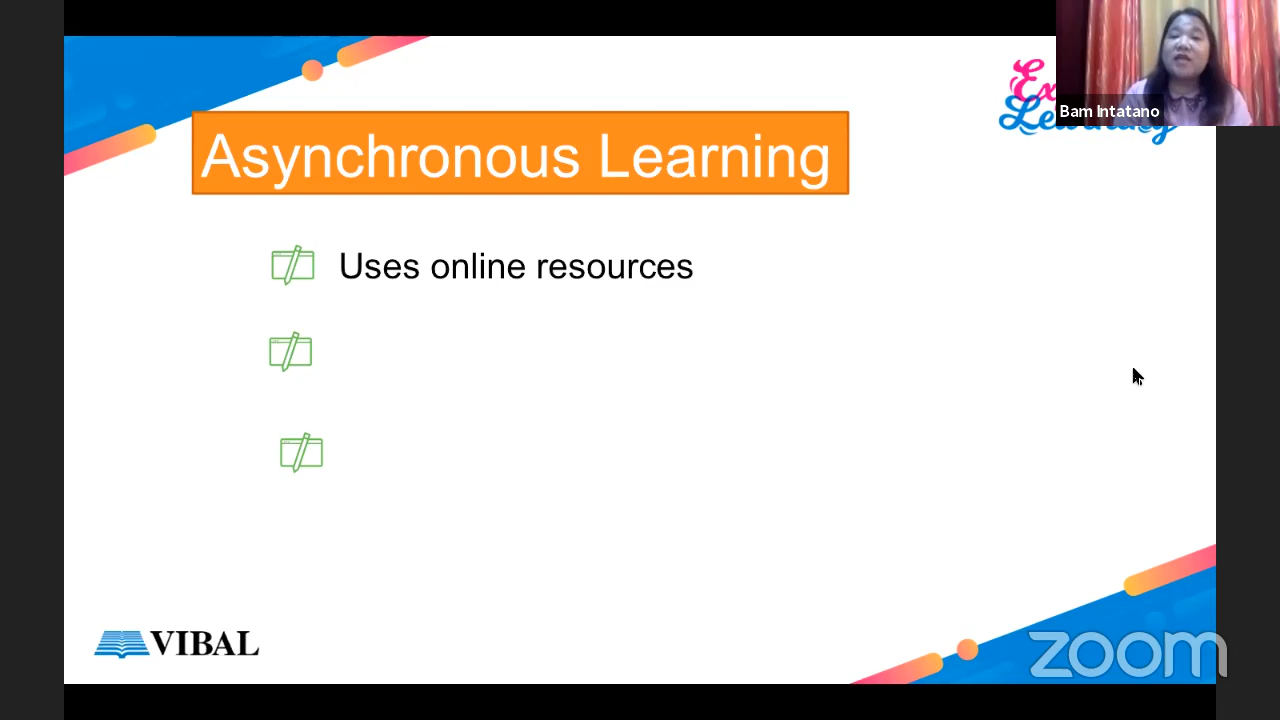 Bam Intatano
Asynchronous Learning
Uses online resources
VIBAL
zoom